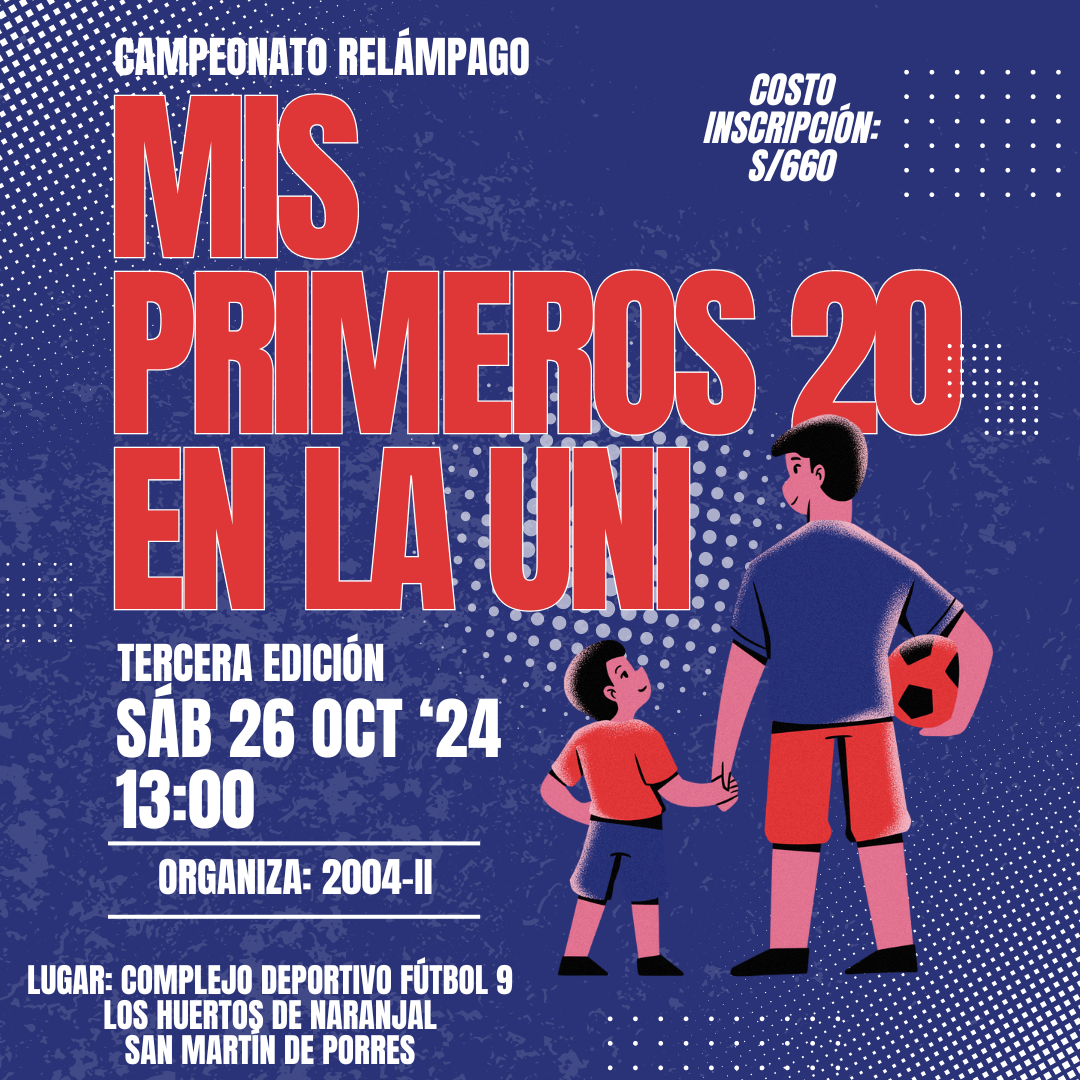 CAMPEONATO RELÁMPAGO
MIS
PRIMEROS 20
EN LA UNI
COSTO
INSCRIPCIÓN:
S/660
TERCERA EDICIÓN
SÁB 26 OCT ‘24
13:00
ORGANIZA: 2004-II
LUGAR: COMPLEJO DEPORTIVO FÚTBOL 9
LOS HUERTOS DE NARANJAL
SAN MARTÍN DE PORRES